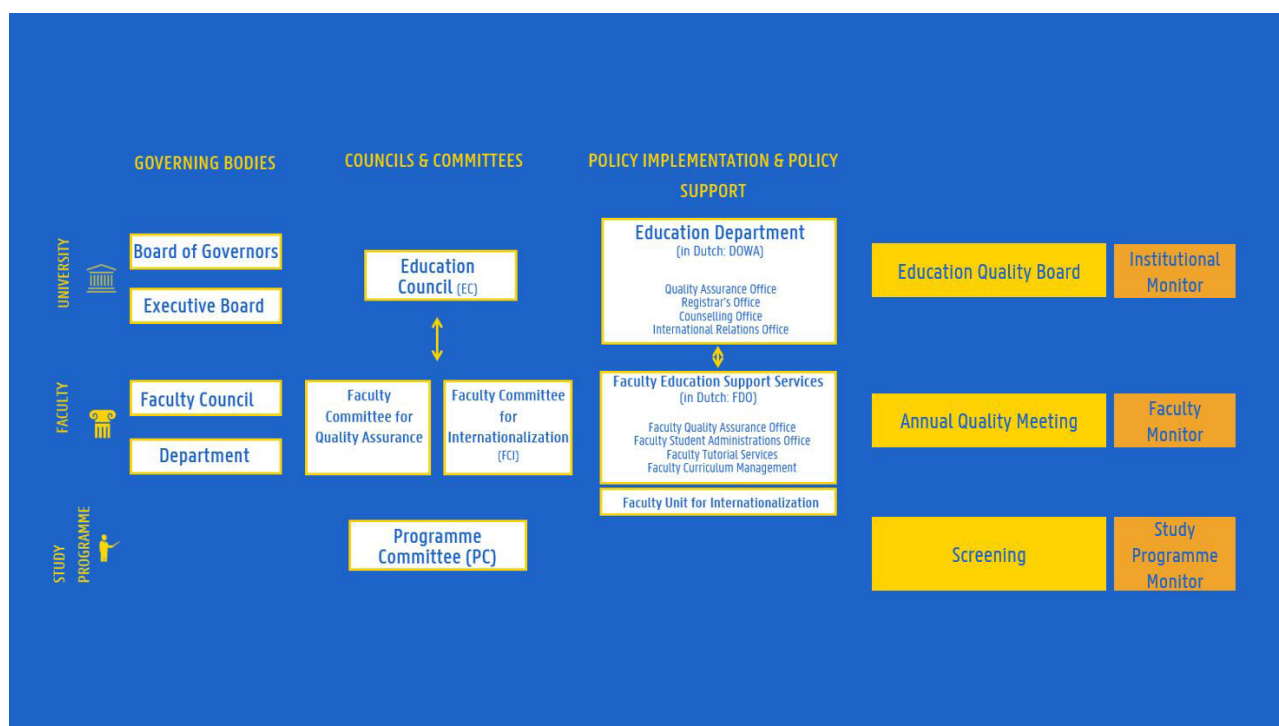 GOVERNING BODIES
COUNCILS & COMMITTEES
POLICY IMPLEMENTATION & POLICY
SUPPORT
UNIVERSITY
Board of Governors
Executive Board
Education
Council (EC)
Education Department
(in Dutch: DOWA)
Quality Assurance Office
Registrar's Office
Counselling Office
International Relations Office
Education Quality Board
Institutional
Monitor
FACULTY
Faculty Council
Department
Faculty
Committee for
Quality Assurance
Faculty Committee
for
Internationalization
(FCI)
Faculty Education Support Services
(in Dutch: FDO)
Faculty Quality Assurance Office
Faculty Student Administrations Office
Faculty Tutorial Services
Faculty Curriculum Management
Faculty Unit for Internationalization
Annual Quality Meeting
Faculty
Monitor
STUDY
PROGRAMME
Programme
Committee (PC)
Screening
Study
Programme
Monitor